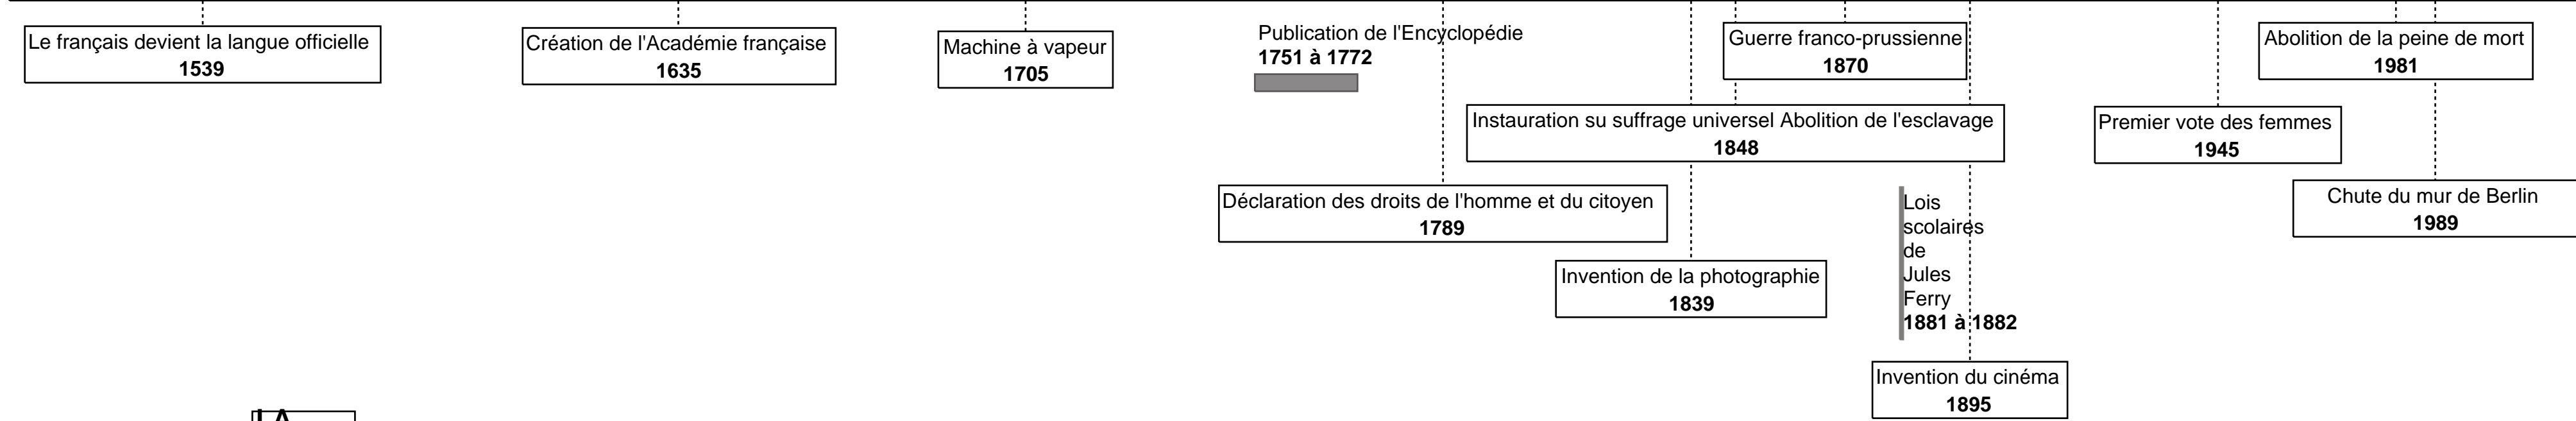 Le français devient la langue officielle
1539
Création de l'Académie française
1635
Machine à vapeur
1705
Publication de l'Encyclopédie
1751 à 1772
Guerre franco-prussienne
1870
Abolition de la peine de mort
1981
Instauration su suffrage universel Abolition de l'esclavage
1848
Premier vote des femmes
1945
Déclaration des droits de l'homme et du citoyen
1789
Lois
scolaires
de
Jules
Ferry
1881 à 1882
Chute du mur de Berlin
1989
Invention de la photographie
1839
Invention du cinéma
1895
LA